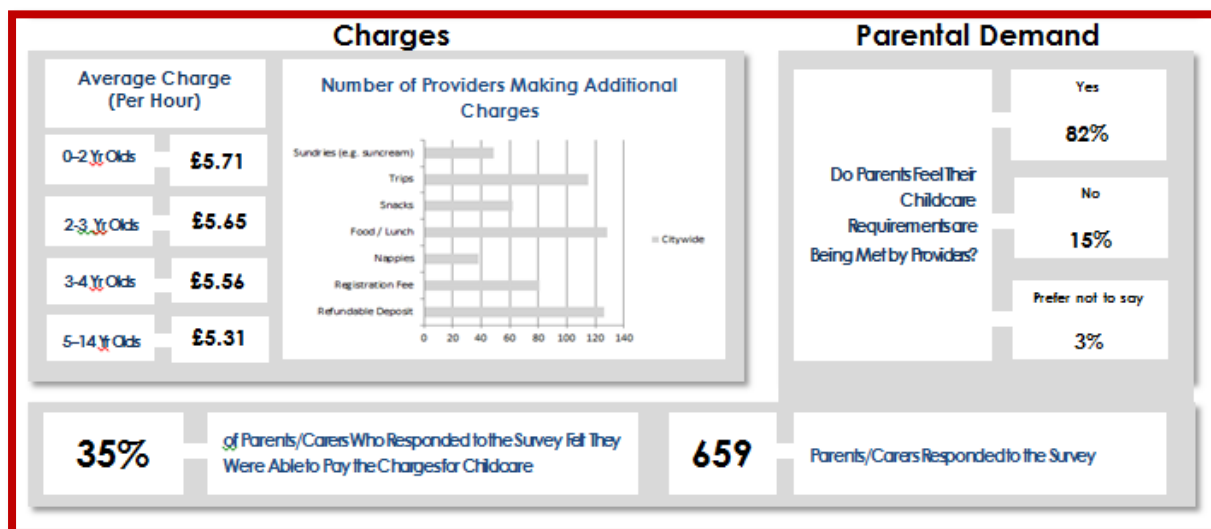 Charges
Parental Demand
Average Charge
(Per Hour)
0–2 Yr Olds
£5.71
2-3 Yr Olds
£5.65
3-4 Yr Olds
£5.56
5–14 Yr Olds
£5.31
Number of Providers Making Additional
Charges
Sundries (e.g. suncream)
Trips
Snacks
Food / Lunch
Nappies
Registration Fee
Refundable Deposit
0 20 40 60 80 100 120 140
Citywide
Do Parents Feel Their
Childcare
Requirements are
Being Met by Providers?
Yes
82%
No
15%
Prefer not to say
3%
35%
of Parents/Carers Who Responded to the Survey Felt They
Were Able to Pay the Charges for Childcare
659
Parents/Carers Responded to the Survey